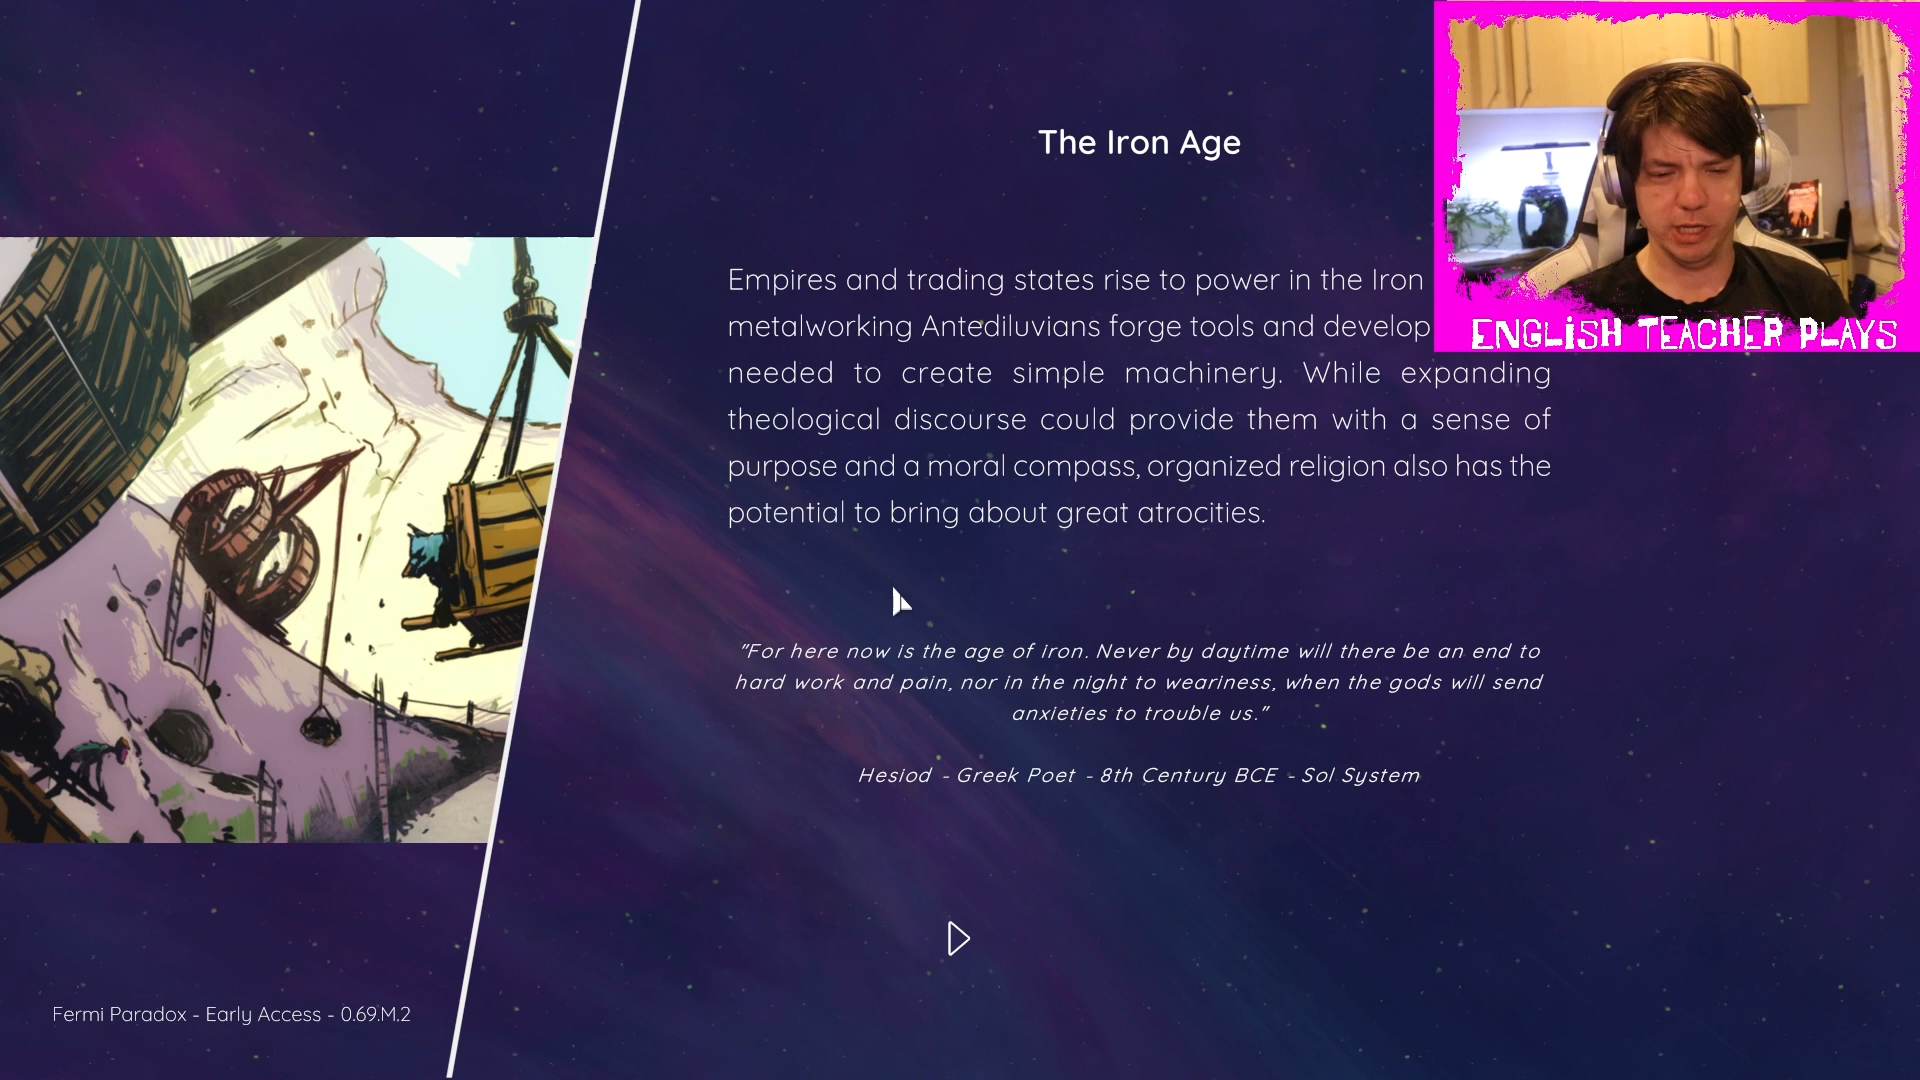 The Iron Age
Empires and trading states rise to power in the Iron
metalworking Antediluvians forge tools and develop
needed to create simple machinery. While expanding
theological discourse could provide them with a sense of
purpose and a moral compass, organized religion also has the
potential to bring about great atrocities.
"For here now is the age of iron. Never by daytime will there be an end to
hard work and pain, nor in the night to weariness, when the gods will send
anxieties to trouble us."
Hesiod - Greek Poet - 8th Century BCE - Sol System
Fermi Paradox - Early Access - 0.69.M.2
ENGLISH TEACHER PLAYS